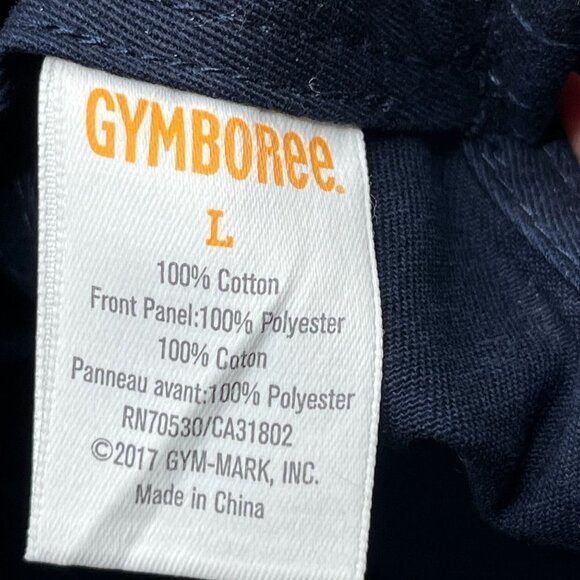 GYMBORee.
L
100% Cotton
Front Panel:100% Polyester
100% Coton
Panneau avant:100% Polyester
RN70530/CA31802
©2017 GYM-MARK, INC.
Made in China